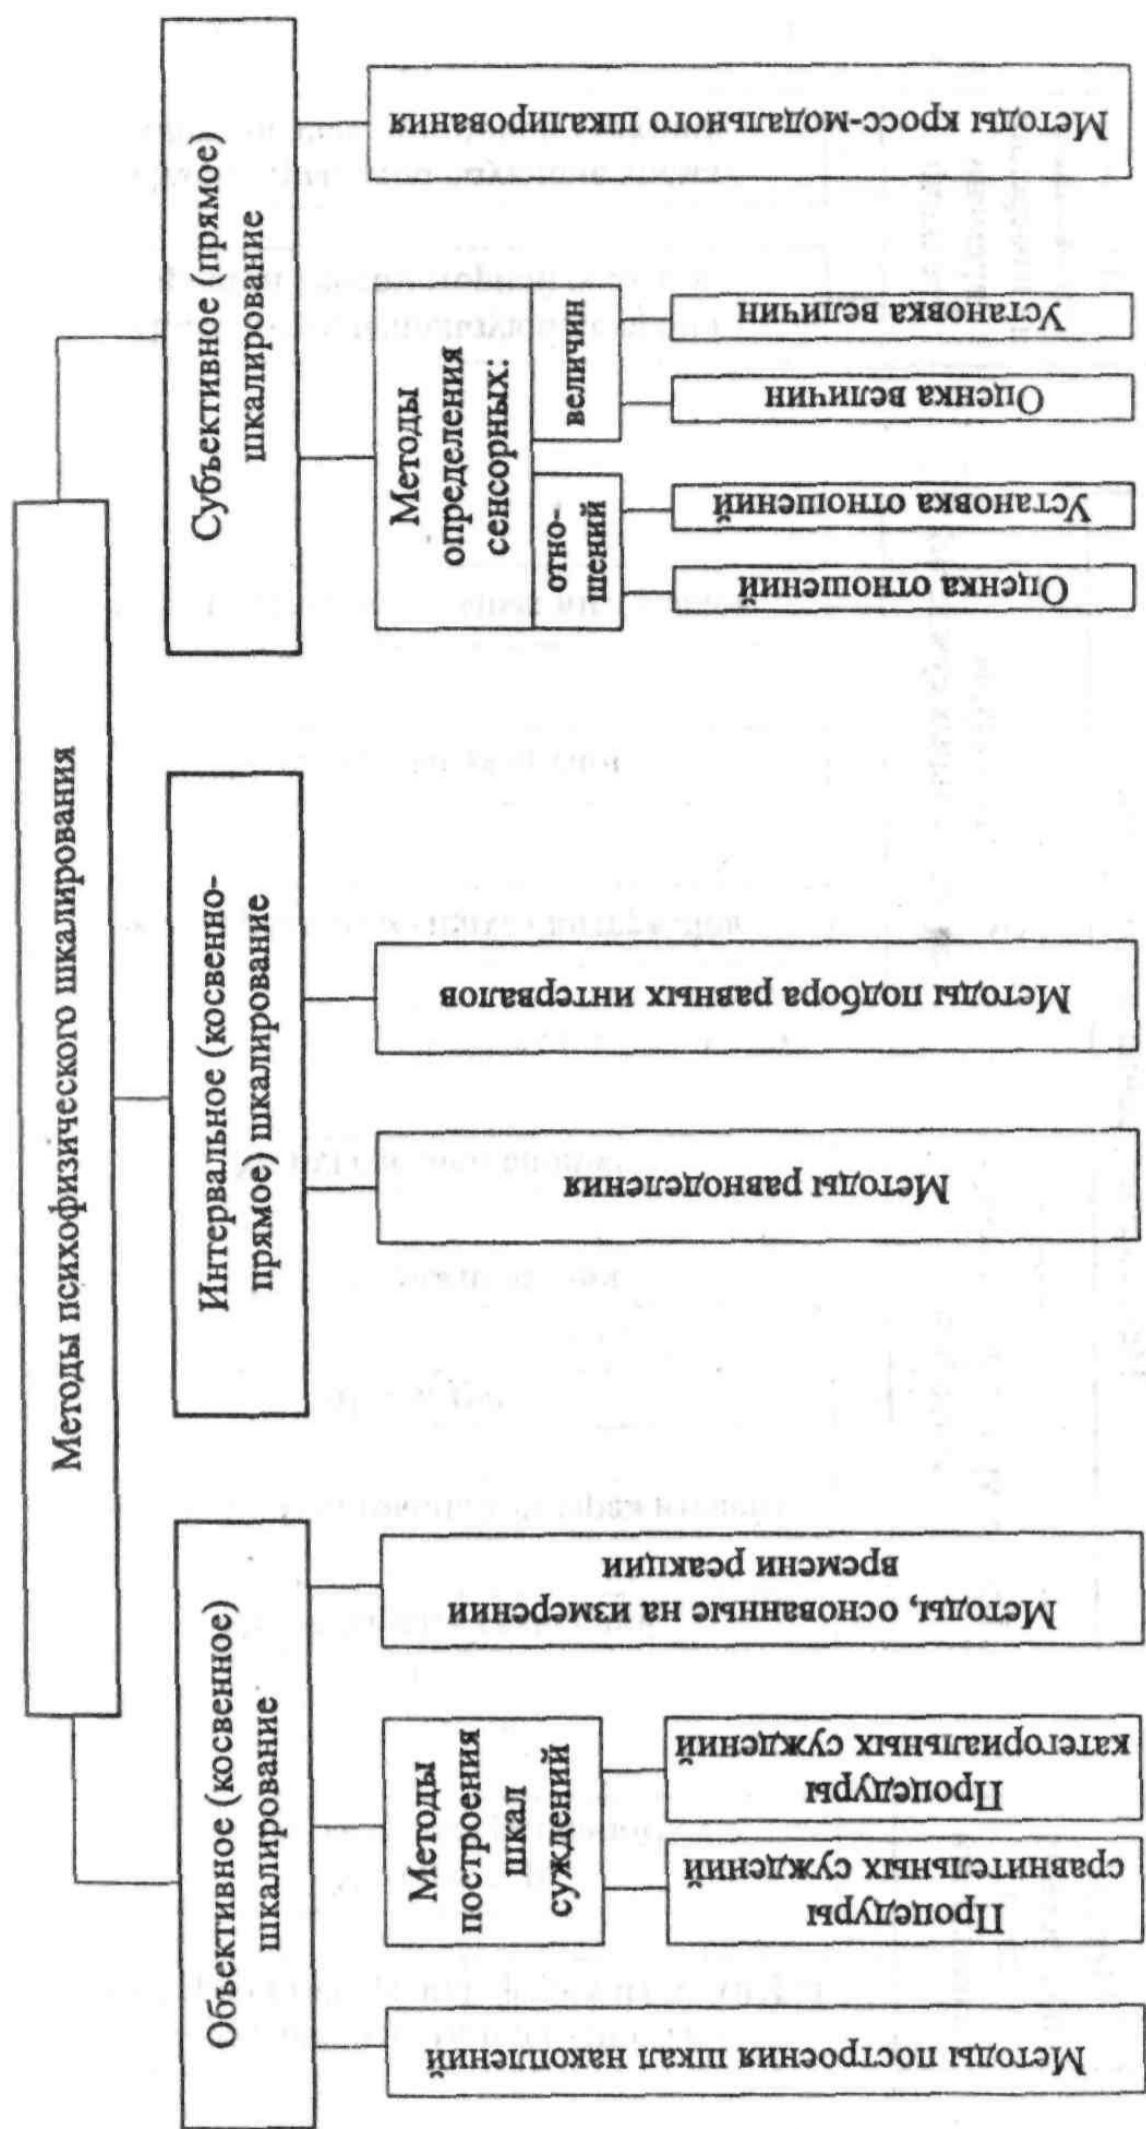 Методы психофизического шкалирования
Объективное (косвенное)
шкалирование
Интервальное (косвенно-
прямое) шкалирование
Субъективное (прямое)
шкалирование
Методы построения шкал накоплений
Методы
построения
шкал
суждений
Процедуры
сравнительных суждений
Процедуры
категориальных суждений
Методы, основанные на измерении
времени реакции
Методы равноделения
Методы подбора равных интервалов
Методы
определения
сенсорных:
отно-
шений
величин
Оценка отношений
Установка отношений
Оценка величин
Установка величин
Методы кросс-модального шкалирования